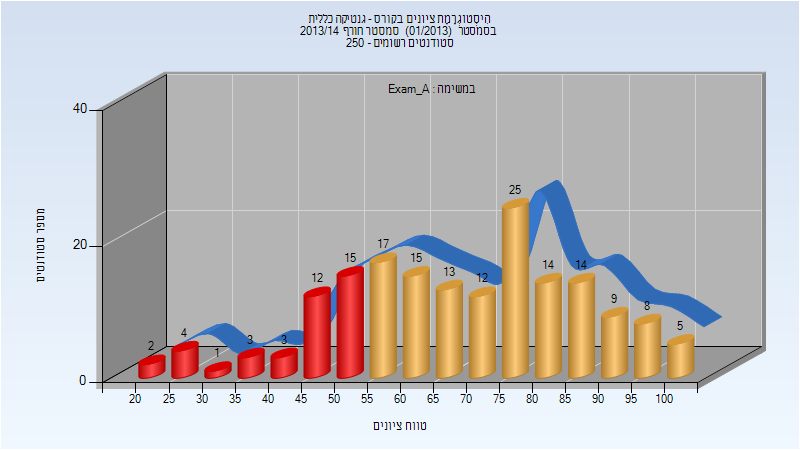 היסטוגרמת ציונים בקורס - גנטיקה כללית
בסמסטר (01/2013) סמסטר חורף 2013/14
סטודנטים רשומים - 250
במשימה : Exam_A
מספר סטודנטים
40
20
0
2
4
1
3
3
12
15
17
15
13
12
25
14
14
9
8
5
20 25 30 35 40 45 50 55 60 65 70 75 80 85 90 95 100
טווח ציונים